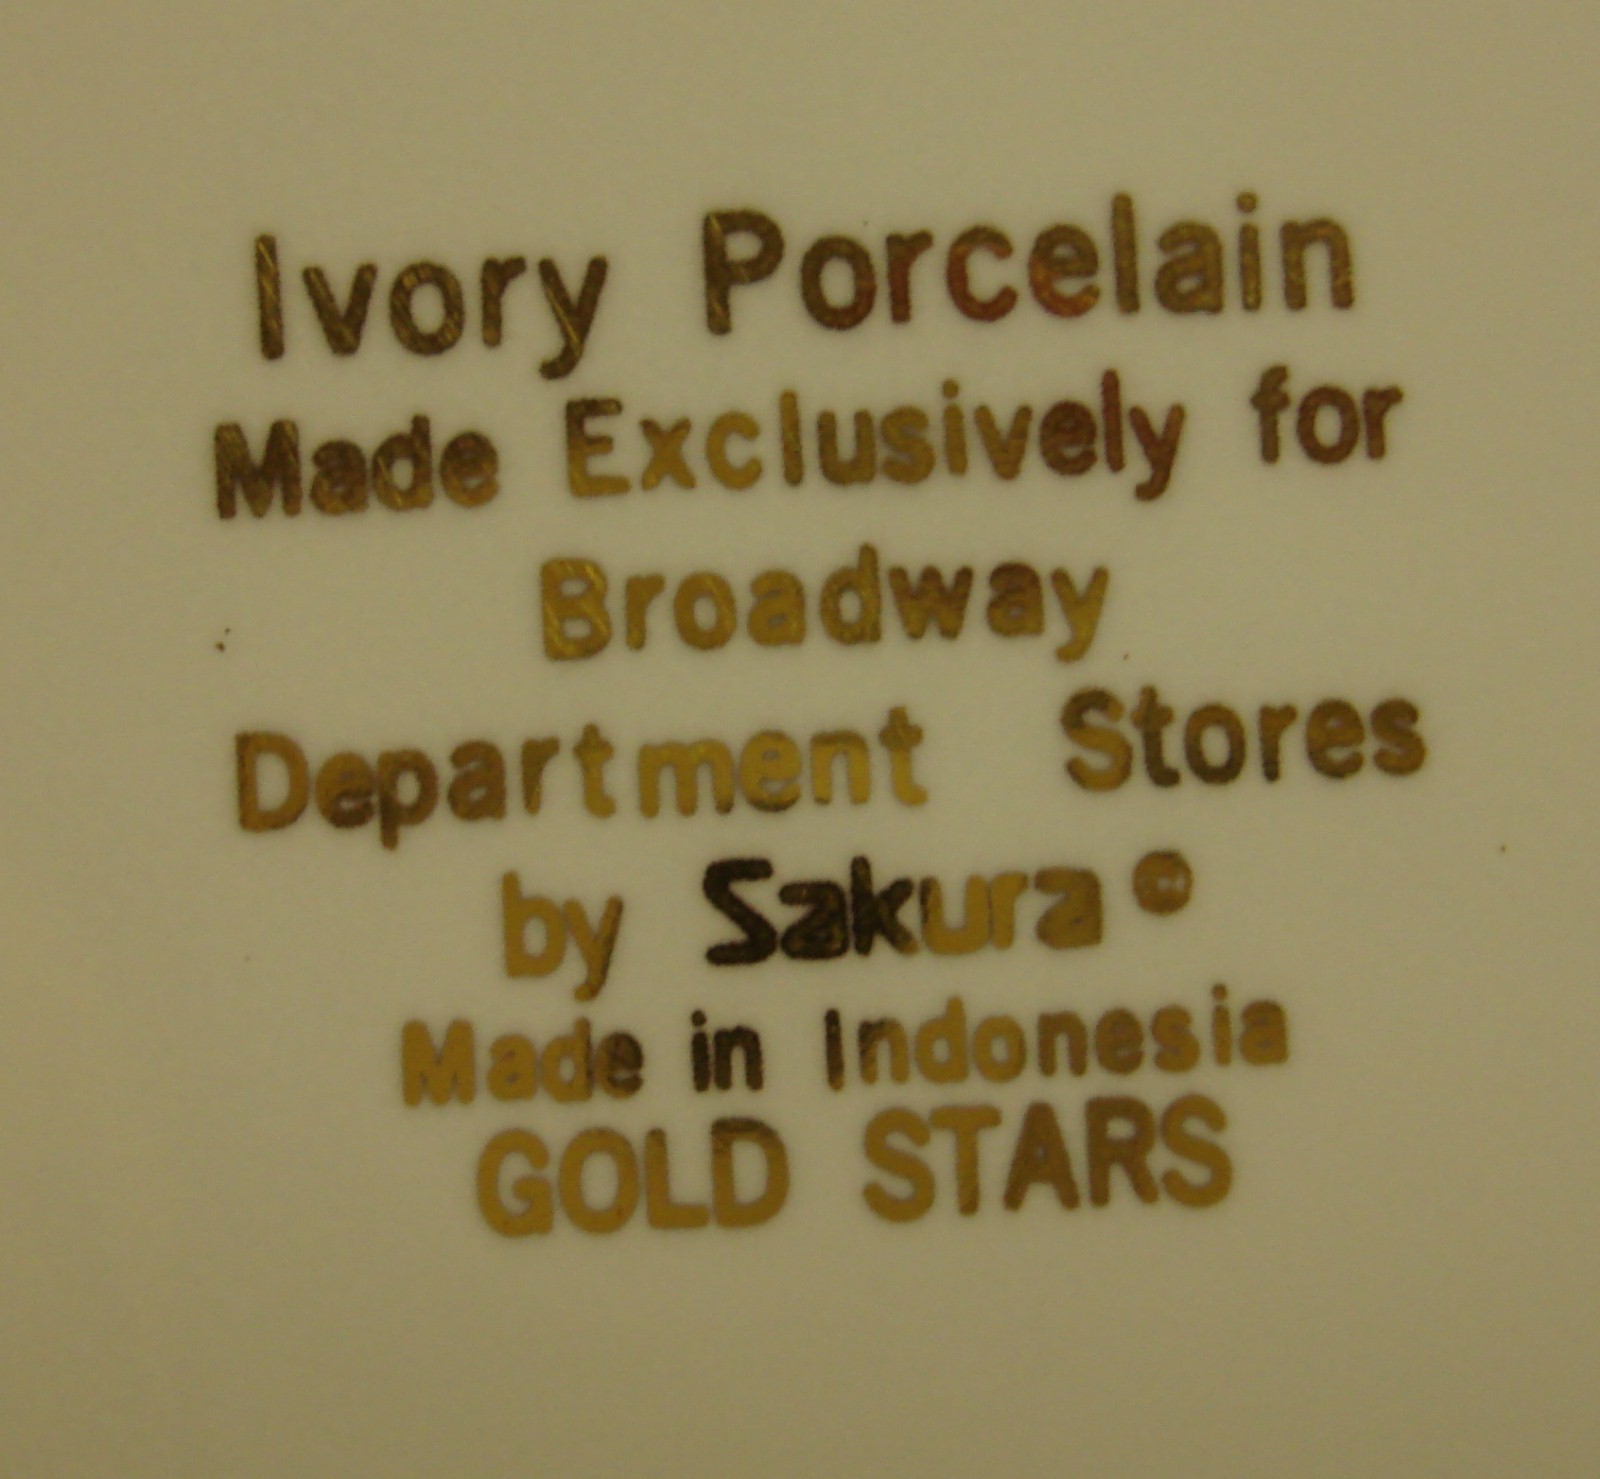 Ivory Porcelain
Made Exclusively for
Broadway
Department Stores
by Sakura ©
Made in Indonesia
GOLD STARS